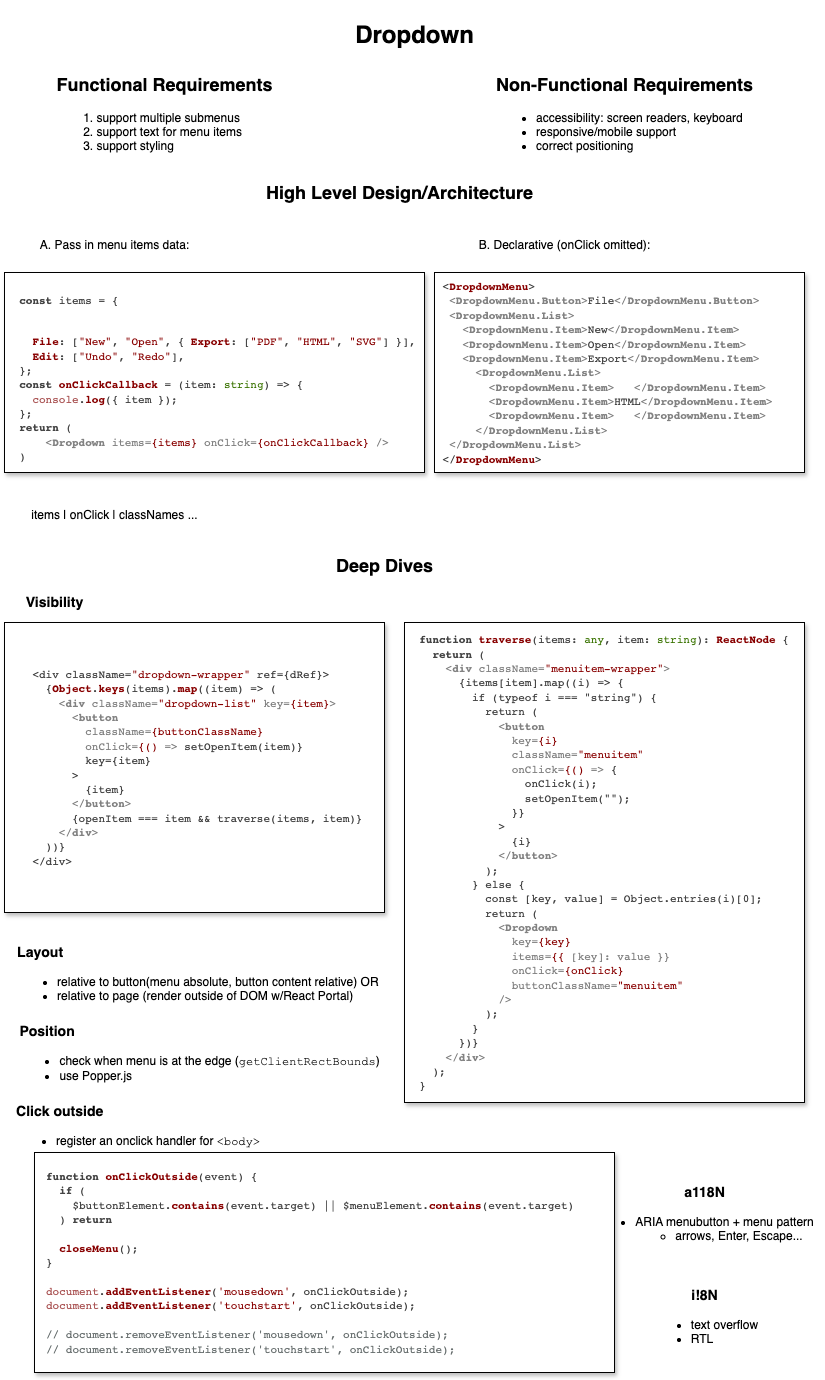 Dropdown
Functional Requirements
1. support multiple submenus
2. support text for menu items
3. support styling
Non-Functional Requirements
• accessibility: screen readers, keyboard
• responsive/mobile support
• correct positioning
High Level Design/Architecture
A. Pass in menu items data:
const items = {
File: ["New", "Open", { Export: ["PDF", "HTML", "SVG"] }],
Edit: ["Undo", "Redo"],
};
const onClickCallback = (item: string) => {
console.log({ item });
};
return (
<Dropdown items={items} onClick={onClickCallback} />
)
B. Declarative (onClick omitted):
<DropdownMenu>
<DropdownMenu.Button>File</DropdownMenu.Button>
<DropdownMenu.List>
<DropdownMenu.Item>New</DropdownMenu.Item>
<DropdownMenu.Item>Open</DropdownMenu.Item>
<DropdownMenu.Item>Export</DropdownMenu.Item>
<DropdownMenu.List>
<DropdownMenu.Item>   </DropdownMenu.Item>
<DropdownMenu.Item>HTML</DropdownMenu.Item>
<DropdownMenu.Item>   </DropdownMenu.Item>
</DropdownMenu.List>
</DropdownMenu.List>
</DropdownMenu>
items | onClick | classNames ...
Deep Dives
Visibility
<div className="dropdown-wrapper" ref={dRef}>
{Object.keys(items).map((item) => (
<div className="dropdown-list" key={item}>
<button
className={buttonClassName}
onClick={() => setOpenItem(item)}
key={item}
>
{item}
</button>
{openItem === item && traverse(items, item)}
</div>
))}
</div>
function traverse(items: any, item: string): ReactNode {
return (
<div className="menuitem-wrapper">
{items[item].map((i) => {
if (typeof i === "string") {
return (
<button
key={i}
className="menuitem"
onClick={() => {
onClick(i);
setOpenItem("");
}}
>
{i}
</button>
);
} else {
const [key, value] = Object.entries(i)[0];
return (
<Dropdown
key={key}
items={{ [key]: value }}
onClick={onClick}
buttonClassName="menuitem"
/>
);
}
})}
</div>
);
}
Layout
• relative to button(menu absolute, button content relative) OR
• relative to page (render outside of DOM w/React Portal)
Position
• check when menu is at the edge (getClientRectBounds)
• use Popper.js
Click outside
• register an onclick handler for <body>
function onClickOutside(event) {
if (
$buttonElement.contains(event.target) || $menuElement.contains(event.target)
) return
closeMenu();
}
document.addEventListener('mousedown', onClickOutside);
document.addEventListener('touchstart', onClickOutside);
// document.removeEventListener('mousedown', onClickOutside);
// document.removeEventListener('touchstart', onClickOutside);
a118N
• ARIA menubutton + menu pattern
◦ arrows, Enter, Escape...
i!8N
• text overflow
• RTL